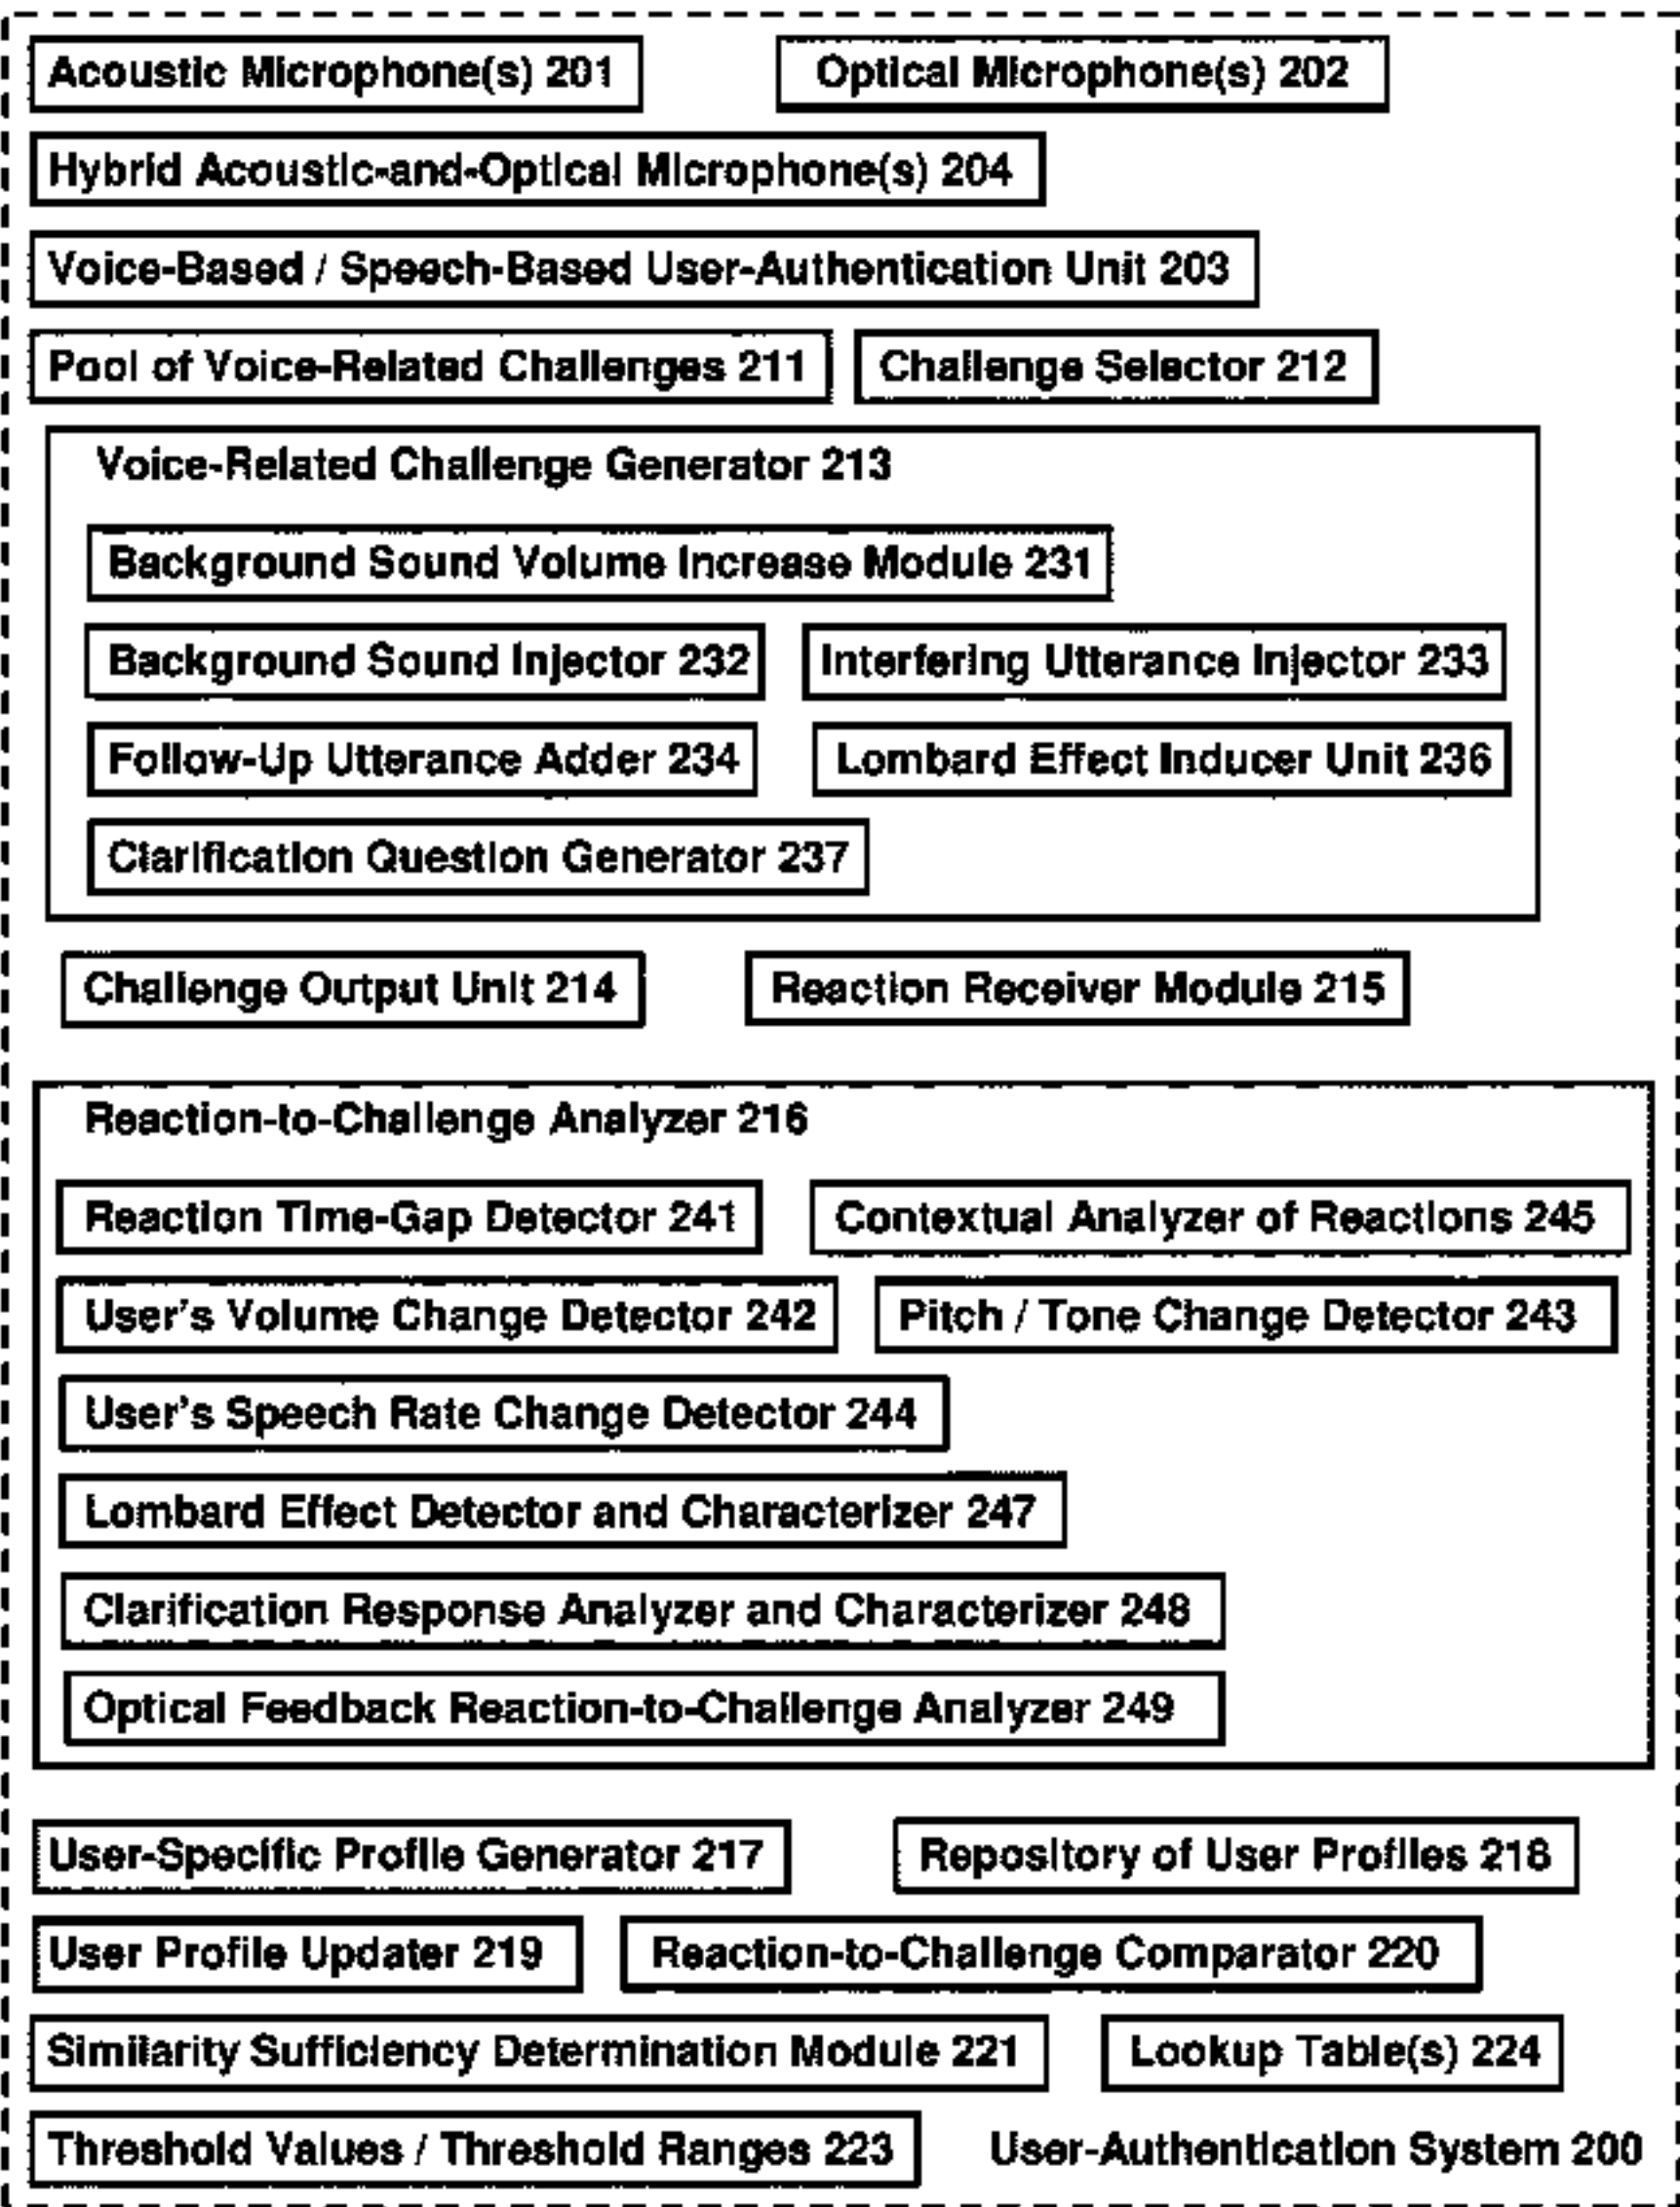 Acoustic Microphone(s) 201 Optical Microphone(s) 202
Hybrid Acoustic-and-Optical Microphone(s) 204
Voice-Based / Speech-Based User-Authentication Unit 203
Pool of Voice-Related Challenges 211 Challenge Selector 212
Voice-Related Challenge Generator 213
Background Sound Volume Increase Module 231
Background Sound Injector 232 Interfering Utterance Injector 233
Follow-Up Utterance Adder 234 Lombard Effect Inducer Unit 236
Clarification Question Generator 237
Challenge Output Unit 214 Reaction Receiver Module 215
Reaction-to-Challenge Analyzer 216
Reaction Time-Gap Detector 241 Contextual Analyzer of Reactions 245
User's Volume Change Detector 242 Pitch / Tone Change Detector 243
User's Speech Rate Change Detector 244
Lombard Effect Detector and Characterizer 247
Clarification Response Analyzer and Characterizer 248
Optical Feedback Reaction-to-Challenge Analyzer 249
User-Specific Profile Generator 217 Repository of User Profiles 218
User Profile Updater 219 Reaction-to-Challenge Comparator 220
Similarity Sufficiency Determination Module 221 Lookup Table(s) 224
Threshold Values / Threshold Ranges 223 User-Authentication System 200